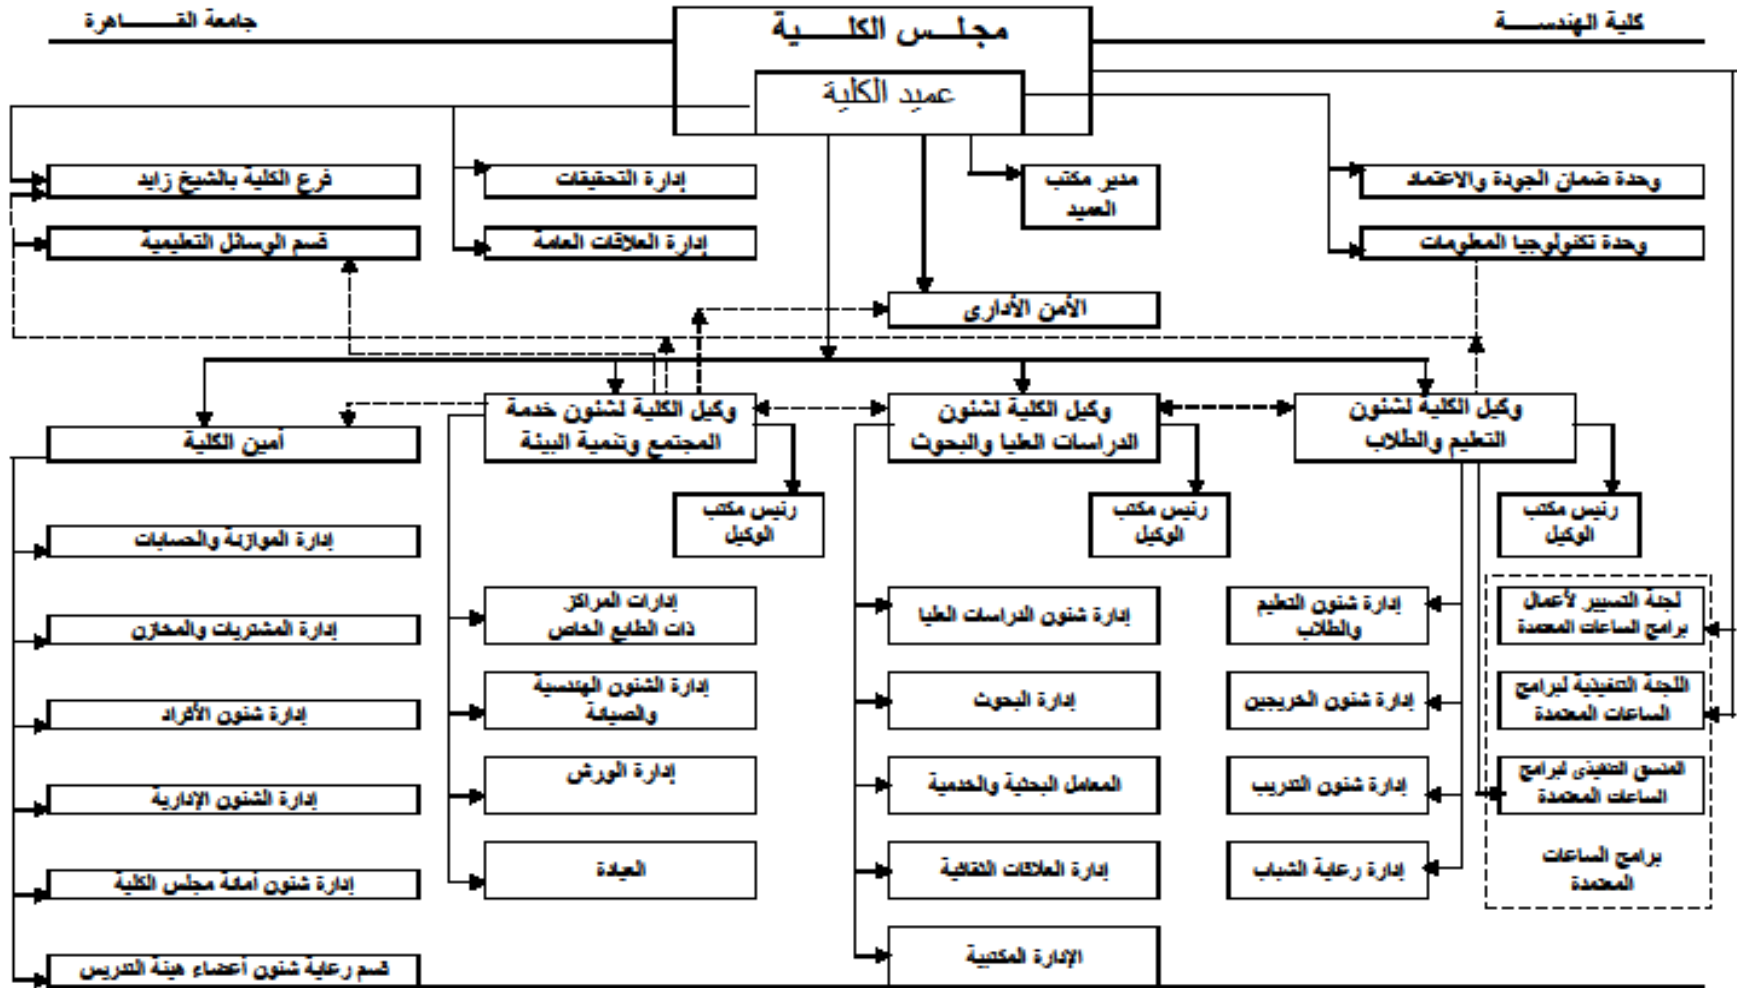 كلية الهندســـة
جامعة القـــــاهرة
مجلــس الكلـــــية
عميد الكلية
وحدة ضمان الجودة والاعتماد
مدير مكتب
العميد
إدارة التحقيقات
فرع الكلية بالشيخ زايد
وحدة تكنولوجيا المعلومات
إدارة العلاقات العامة
قسم الوسائل التعليمية
الأمن الأدارى
وكيل الكلية لشئون
التعليم والطلاب
وكيل الكلية لشئون
الدراسات العليا والبحوث
وكيل الكلية لشئون خدمة
المجتمع وتنمية البيئة
أمين الكلية
رئيس مكتب
الوكيل
رئيس مكتب
الوكيل
رئيس مكتب
الوكيل
لجنة التسيير لأعمال
برامج الساعات المعتمدة
اللجنة التنفيذية لبرامج
الساعات المعتمدة
المنسق التنفيذى لبرامج
الساعات المعتمدة
برامج الساعات
المعتمدة
إدارة شئون التعليم
والطلاب
إدارة شئون الخريجين
إدارة شئون التدريب
إدارة رعاية الشباب
إدارة شئون الدراسات العليا
إدارة البحوث
المعامل البحثية والخدمية
إدارة العلاقات الثقافية
الإدارة المكتبية
إدارات المراكز
ذات الطابع الخاص
إدارة الشئون الهندسية
والصيانة
إدارة الورش
العيادة
إدارة الموازنة والحسابات
إدارة المشتريات والمخازن
إدارة شئون الأفراد
إدارة الشئون الإدارية
إدارة شئون أمانة مجلس الكلية
قسم رعاية شئون أعضاء هيئة التدريس